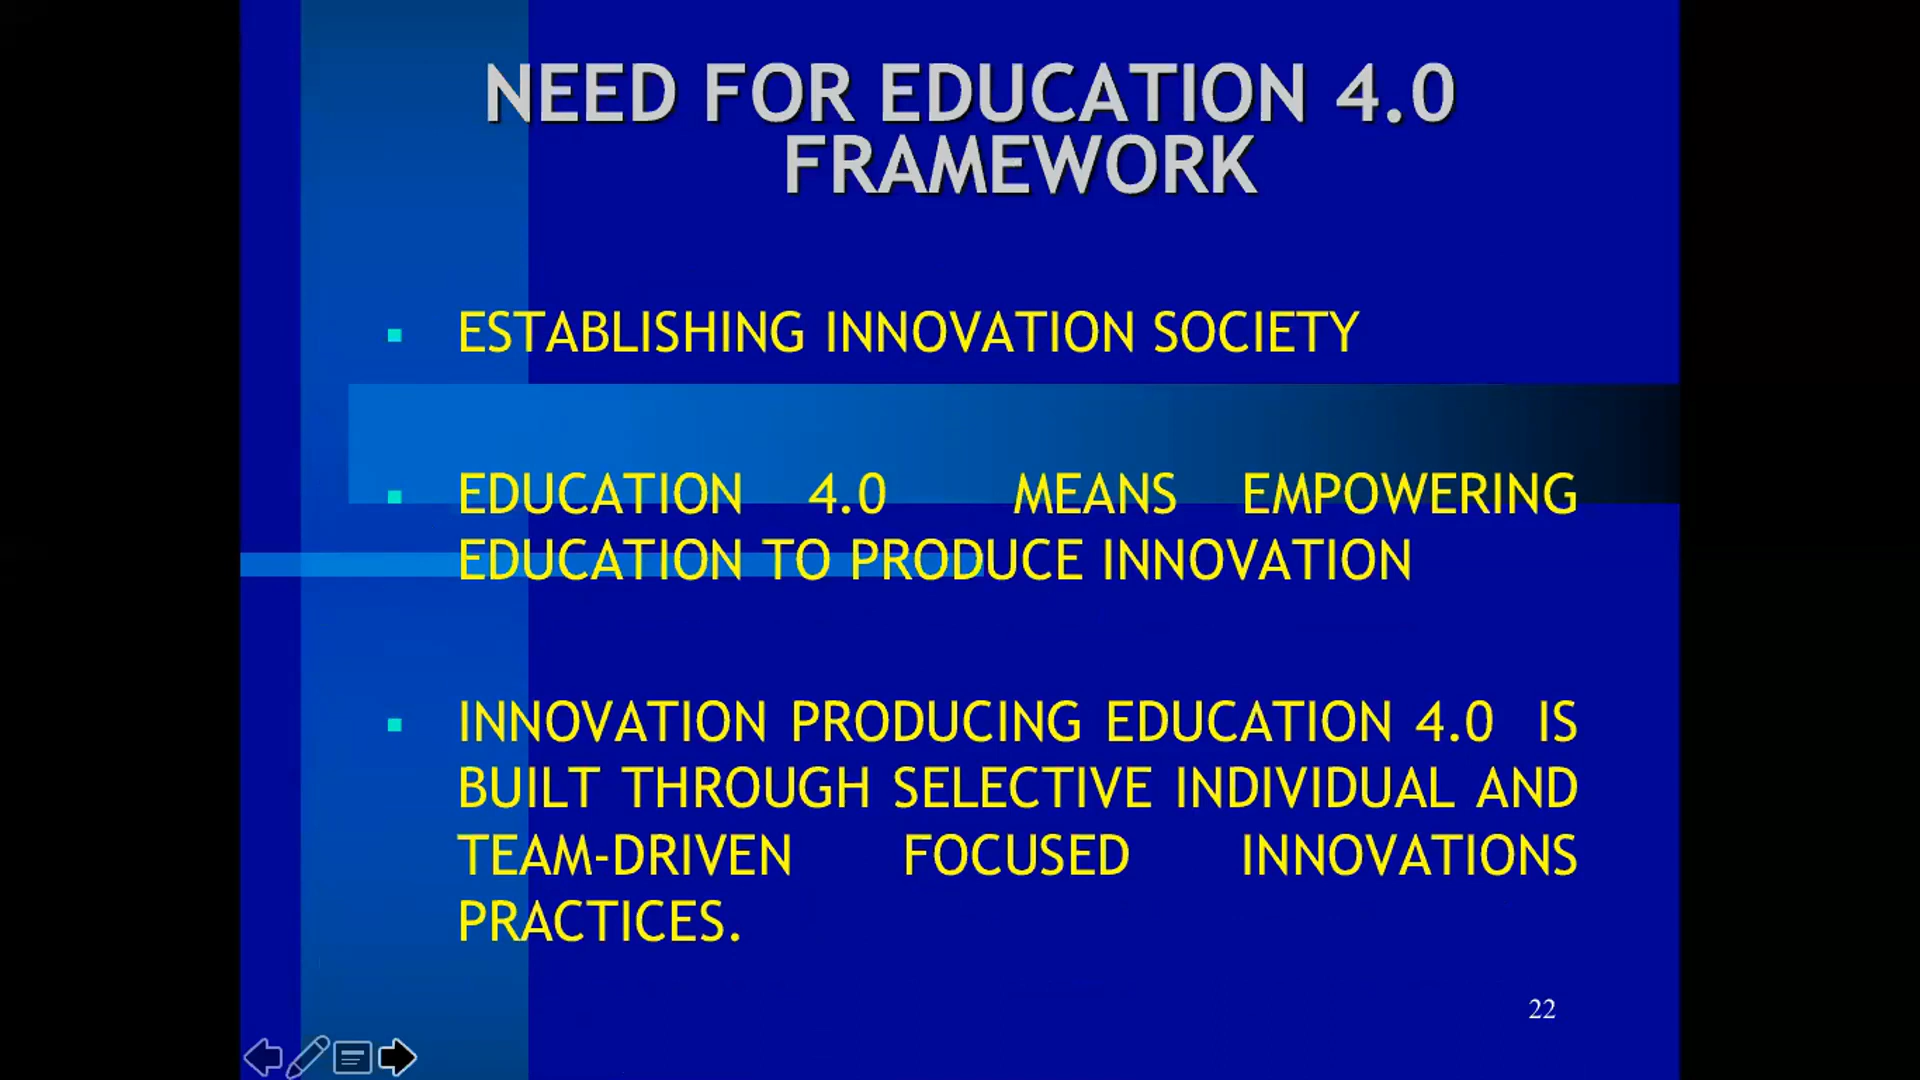 NEED FOR EDUCATION 4.0
FRAMEWORK
▪ ESTABLISHING INNOVATION SOCIETY
▪ EDUCATION 4.0 MEANS EMPOWERING
EDUCATION TO PRODUCE INNOVATION
▪ INNOVATION PRODUCING EDUCATION 4.0 IS
BUILT THROUGH SELECTIVE INDIVIDUAL AND
TEAM-DRIVEN FOCUSED INNOVATIONS
PRACTICES.
22